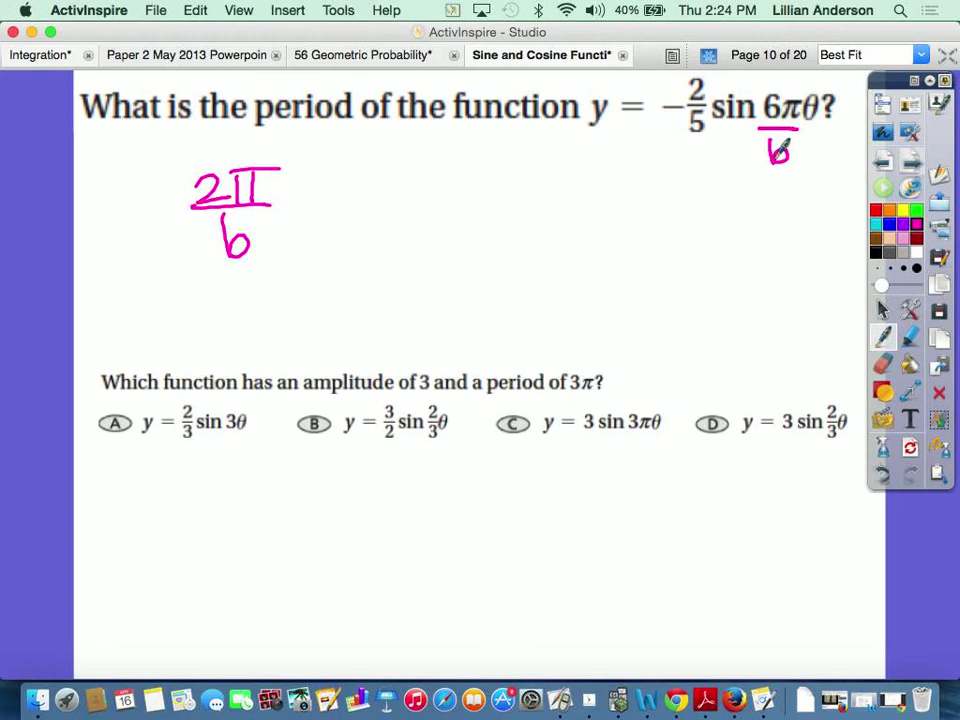 ActivInspire File Edit View Insert Tools Help 40% Thu 2:24 PM Lillian Anderson
ActivInspire - Studio
Integration* Paper 2 May 2013 Powerpoin 56 Geometric Probability* Sine and Cosine Functi* Page 10 of 20 Best Fit
What is the period of the function y = −2/5 sin 6πθ?
b
2π
b
Which function has an amplitude of 3 and a period of 3π?
A y = 2/3 sin 3θ B y = 3/2 sin 2/3θ C y = 3 sin 3πθ D y = 3 sin 2/3θ